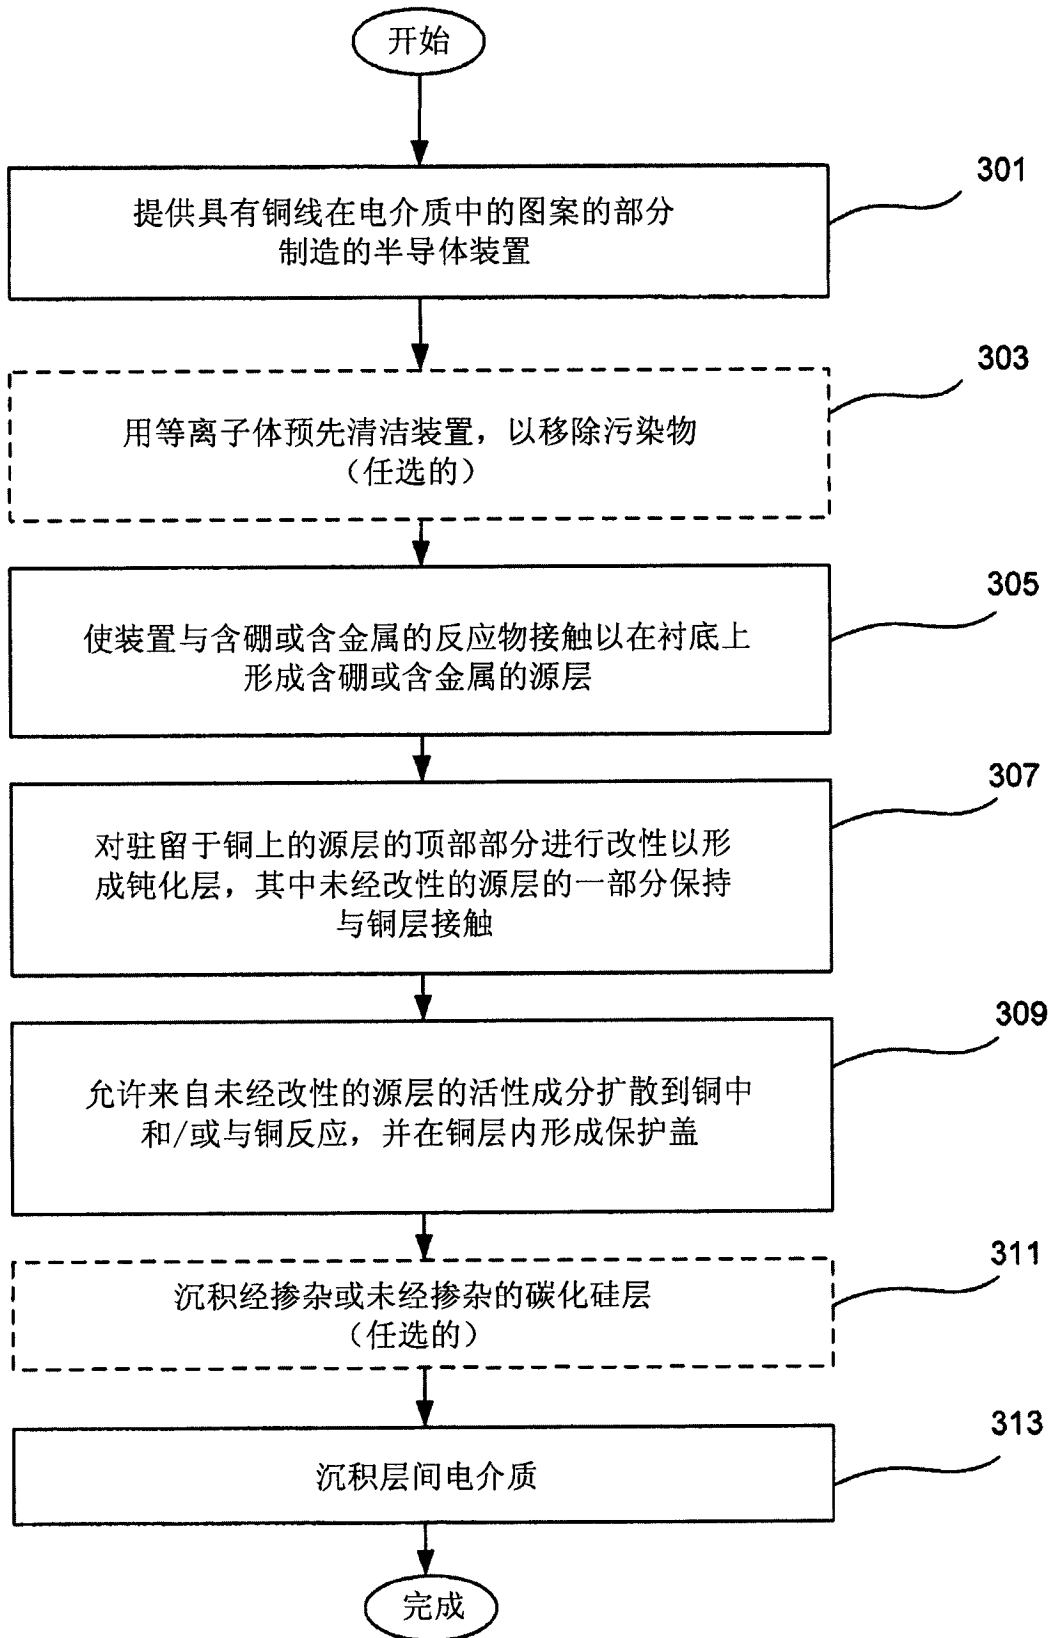 开始
301
提供具有铜线在电介质中的图案的部分
制造的半导体装置
303
用等离子体预先清洁装置，以移除污染物
（任选的）
305
使装置与含硼或含金属的反应物接触以在衬底上
形成含硼或含金属的源层
307
对驻留于铜上的源层的顶部部分进行改性以形
成钝化层，其中未经改性的源层的一部分保持
与铜层接触
309
允许来自未经改性的源层的活性成分扩散到铜中
和/或与铜反应，并在铜层内形成保护盖
311
沉积经掺杂或未经掺杂的碳化硅层
（任选的）
313
沉积层间电介质
完成